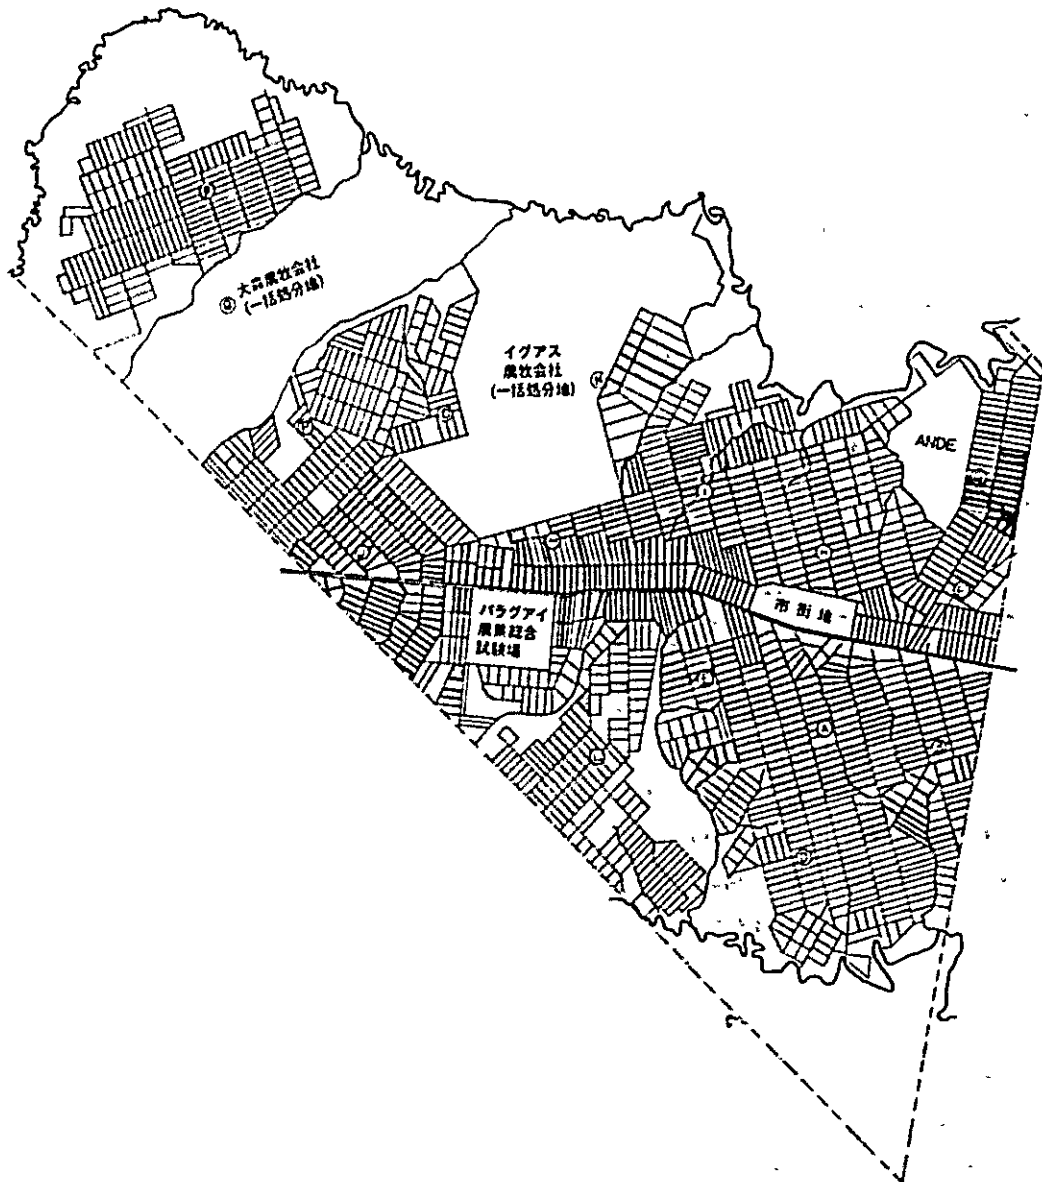 Ⓟ
Ⓠ 大森農牧会社
(一括処分地)
イグアス
農牧会社
(一括処分地)
Ⓝ
ANDE
Ⓖ
Ⓘ
Ⓗ
市街地
パラグアイ
農業総合
試験場
Ⓐ
Ⓛ